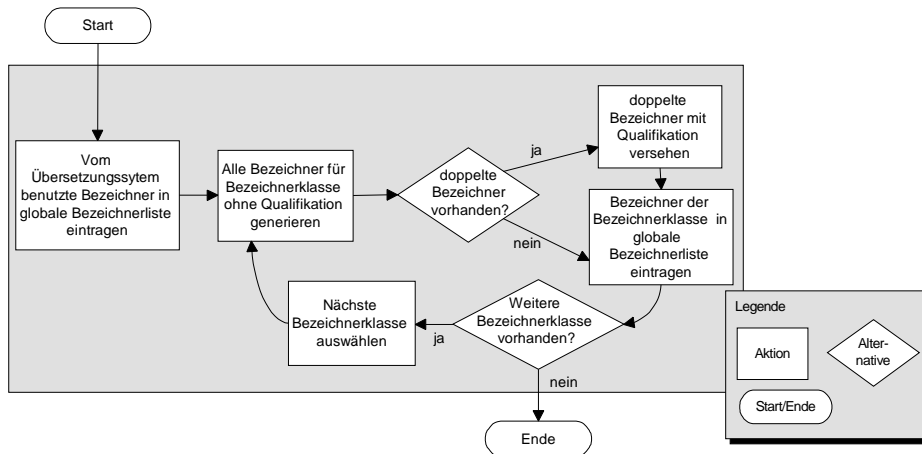 Start
Vom
Übersetzungssytem
benutzte Bezeichner in
globale Bezeichnerliste
eintragen
Alle Bezeichner für
Bezeichnerklasse
ohne Qualifikation
generieren
doppelte
Bezeichner
vorhanden?
ja
nein
doppelte
Bezeichner mit
Qualifikation
versehen
Bezeichner der
Bezeichnerklasse in
globale
Bezeichnerliste
eintragen
Weitere
Bezeichnerklasse
vorhanden?
ja
nein
Nächste
Bezeichnerklasse
auswählen
Ende
Legende
Aktion
Alter-
native
Start/Ende